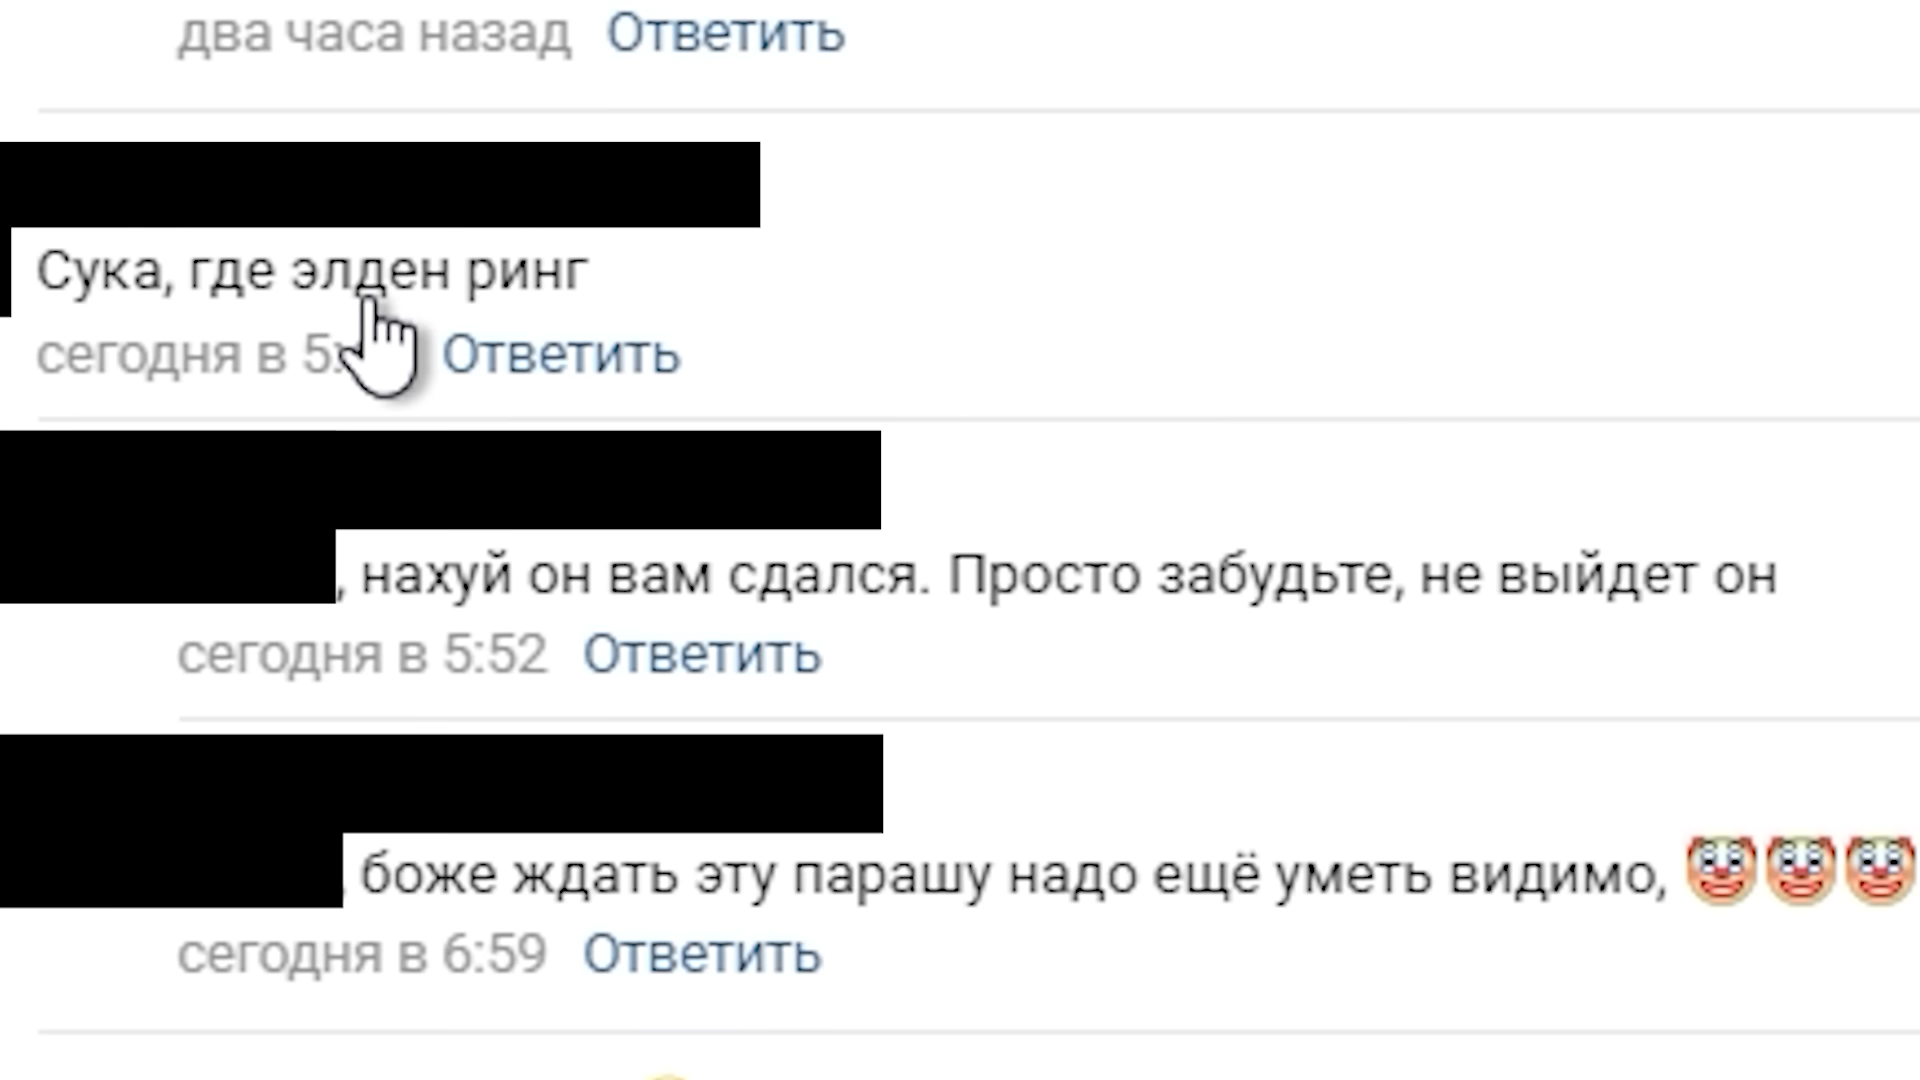 два часа назад Ответить
Сука, где элден ринг
сегодня в Ответить
, нахуй он вам сдался. Просто забудьте, не выйдет он
сегодня в 5:52 Ответить
боже ждать эту парашу надо ещё уметь видимо, 🤡🤡🤡
сегодня в 6:59 Ответить